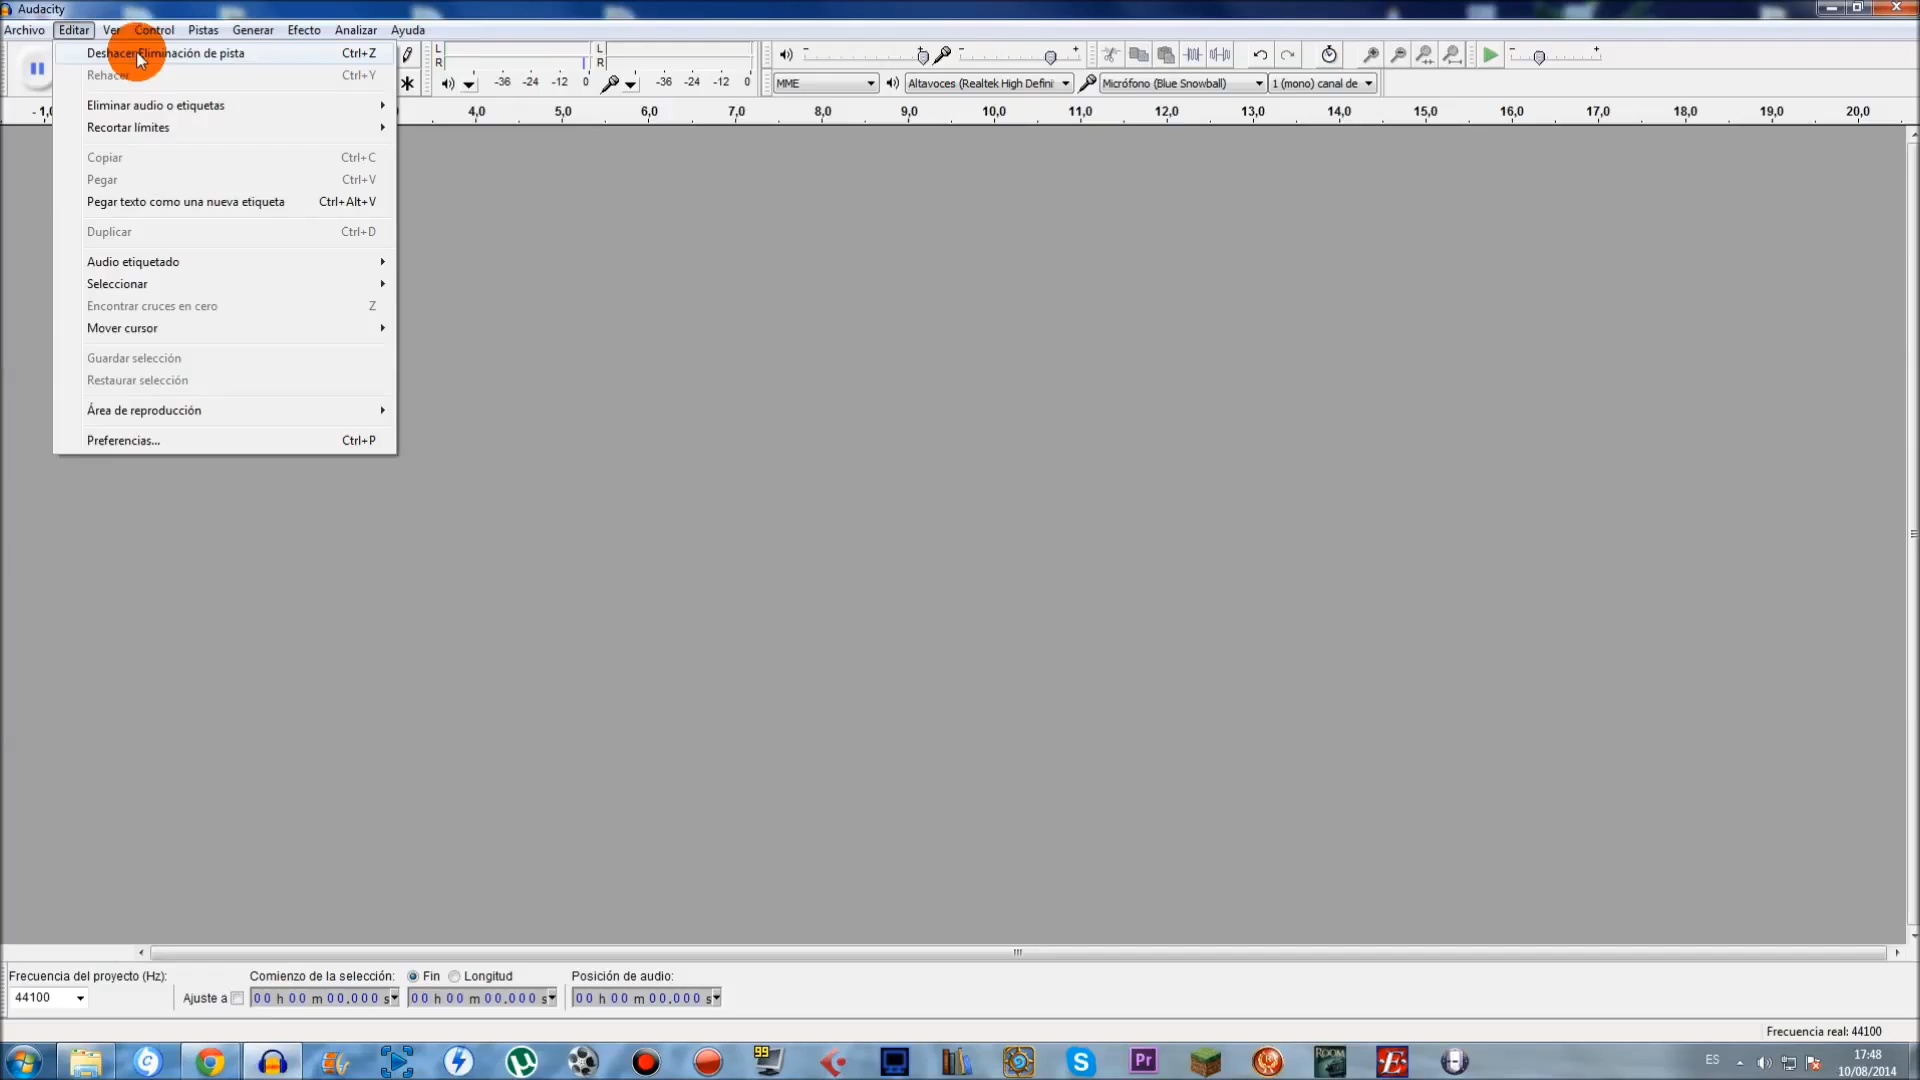 Audacity
Archivo Editar Ver Control Pistas Generar Efecto Analizar Ayuda
Deshacer Eliminación de pista Ctrl+Z
Rehacer Ctrl+Y
Eliminar audio o etiquetas
Recortar límites
Copiar Ctrl+C
Pegar Ctrl+V
Pegar texto como una nueva etiqueta Ctrl+Alt+V
Duplicar Ctrl+D
Audio etiquetado
Seleccionar
Encontrar cruces en cero Z
Mover cursor
Guardar selección
Restaurar selección
Área de reproducción
Preferencias... Ctrl+P
L
R
L
R
-36 -24 -12 0
-36 -24 -12 0
MME
Altavoces (Realtek High Defini
Micrófono (Blue Snowball)
1 (mono) canal de
-1,0 4,0 5,0 6,0 7,0 8,0 9,0 10,0 11,0 12,0 13,0 14,0 15,0 16,0 17,0 18,0 19,0 20,0
Frecuencia del proyecto (Hz): Comienzo de la selección: Fin Longitud Posición de audio:
44100 Ajuste a 00 h 00 m 00.000 s 00 h 00 m 00.000 s 00 h 00 m 00.000 s
Frecuencia real: 44100
99
Pr
ROOM
ES
17:48
10/08/2014